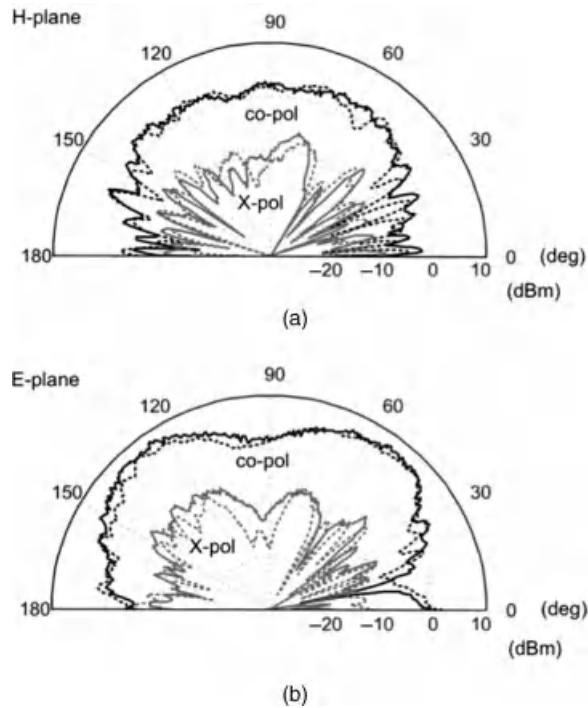 H-plane
90
120
60
co-pol
150
30
X-pol
180
0 (deg)
–20 –10 0 10
(dBm)
(a)
E-plane
90
120
60
co-pol
150
30
X-pol
180
0 (deg)
–20 –10 0 10
(dBm)
(b)